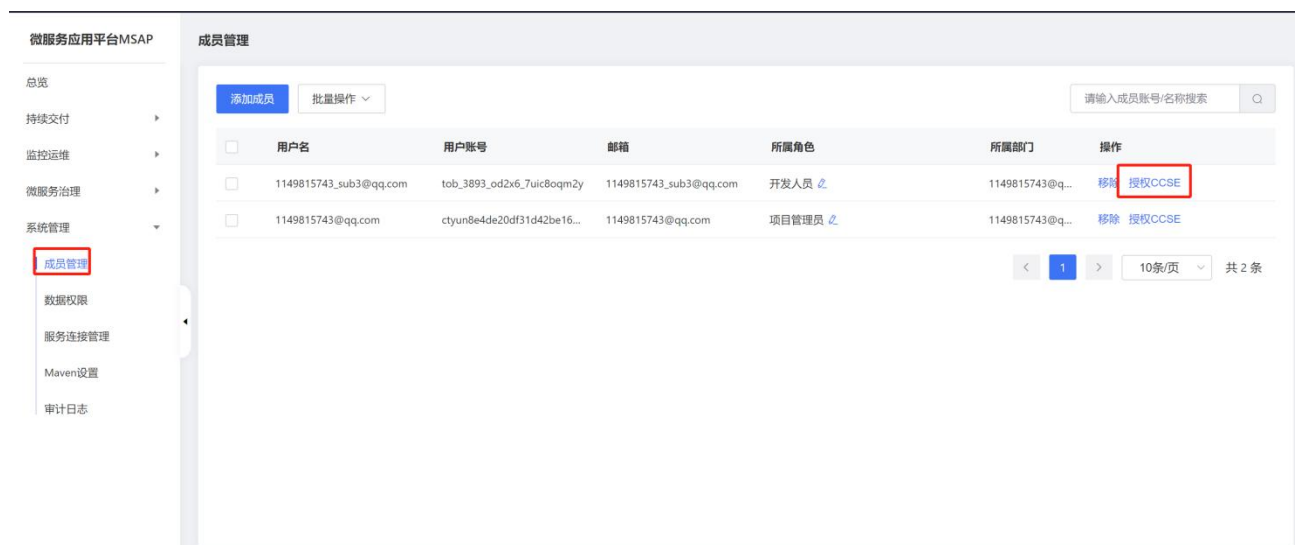 微服务应用平台MSAP
成员管理
总览
持续交付
监控运维
微服务治理
系统管理
成员管理
数据权限
服务连接管理
Maven设置
审计日志
添加成员 批量操作 请输入成员账号/名称搜索
用户名 用户账号 邮箱 所属角色 所属部门 操作
1149815743_sub3@qq.com tob_3893_od2x6_7uic8oqm2y 1149815743_sub3@qq.com 开发人员 1149815743@q... 移除 授权CCSE
1149815743@qq.com ctyun8e4de20df31d42be16... 1149815743@qq.com 项目管理员 1149815743@q... 移除 授权CCSE
1 10条/页 共 2 条